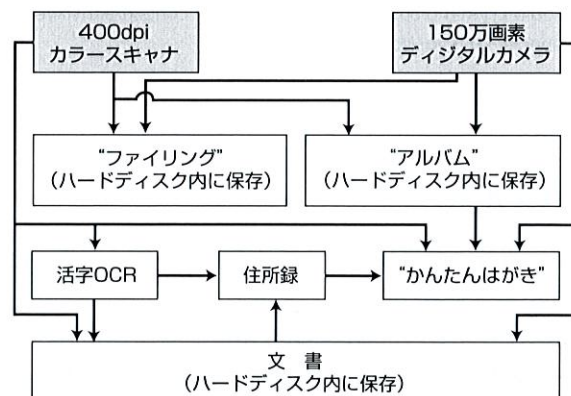 400dpi
カラースキャナ
150万画素
ディジタルカメラ
“ファイリング”
(ハードディスク内に保存)
“アルバム”
(ハードディスク内に保存)
活字OCR
住所録
“かんたんはがき”
文 書
(ハードディスク内に保存)